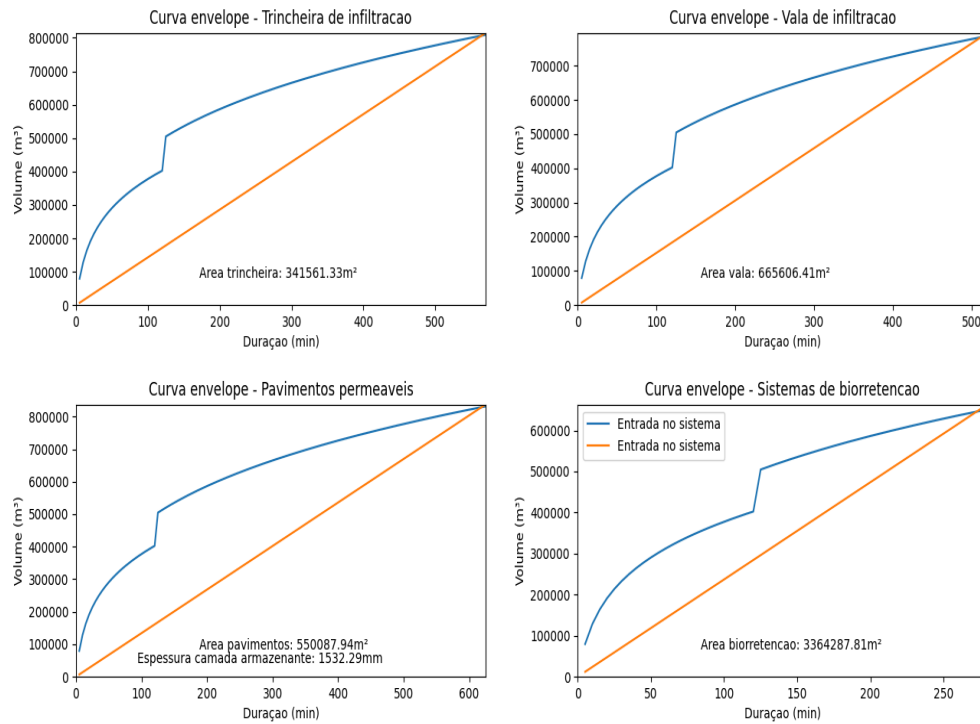 Curva envelope - Trincheira de infiltracao
Volume (m³)
800000
700000
600000
500000
400000
300000
200000
100000
0
Area trincheira: 341561.33m²
0 100 200 300 400 500
Duraçao (min)
Curva envelope - Vala de infiltracao
Volume (m³)
700000
600000
500000
400000
300000
200000
100000
0
Area vala: 665606.41m²
0 100 200 300 400 500
Duraçao (min)
Curva envelope - Pavimentos permeaveis
Volume (m³)
800000
700000
600000
500000
400000
300000
200000
100000
0
Area pavimentos: 550087.94m²
Espessura camada armazenante: 1532.29mm
0 100 200 300 400 500 600
Duraçao (min)
Curva envelope - Sistemas de biorretencao
Entrada no sistema
Entrada no sistema
Volume (m³)
600000
500000
400000
300000
200000
100000
0
Area biorretencao: 3364287.81m²
0 50 100 150 200 250
Duraçao (min)